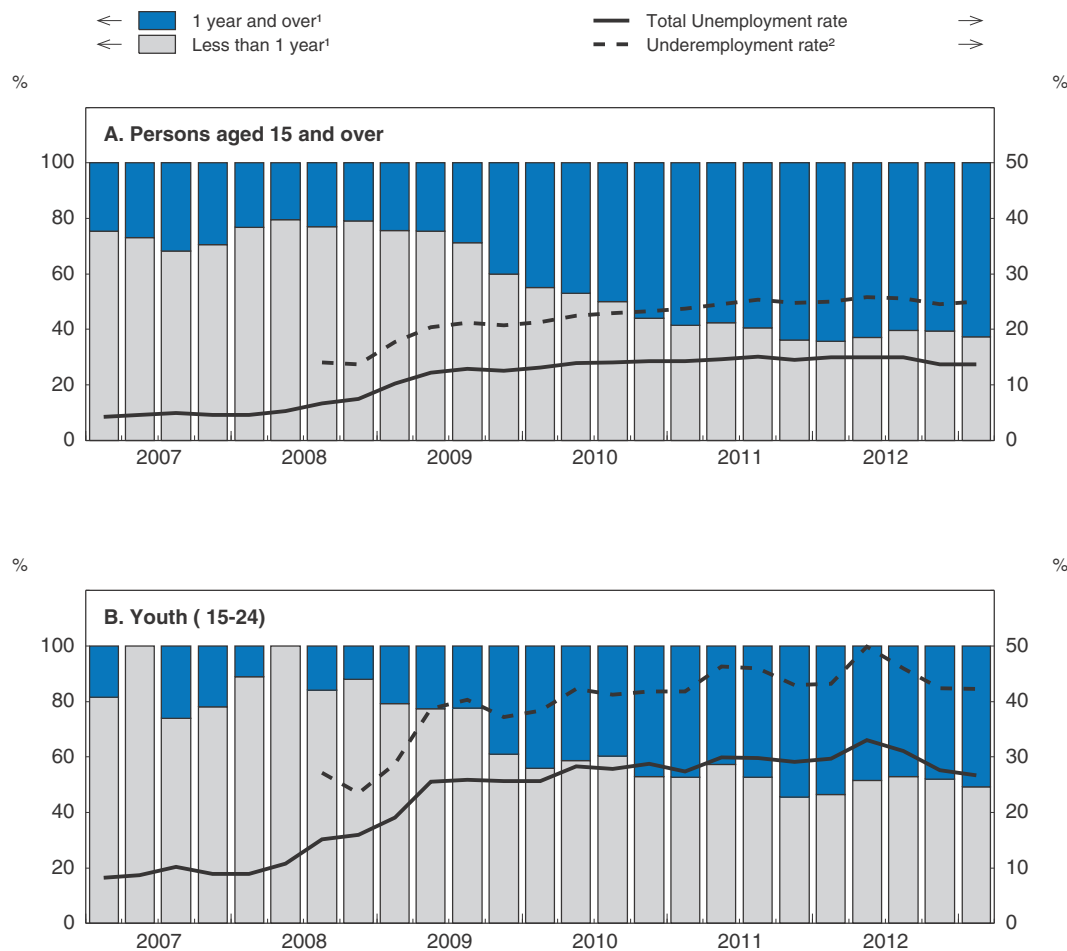 ← 1 year and over¹ Total Unemployment rate →
← Less than 1 year¹ Underemployment rate² →
% %
A. Persons aged 15 and over
100 50
80 40
60 30
40 20
20 10
0 0
2007 2008 2009 2010 2011 2012
% %
B. Youth ( 15-24)
100 50
80 40
60 30
40 20
20 10
0 0
2007 2008 2009 2010 2011 2012